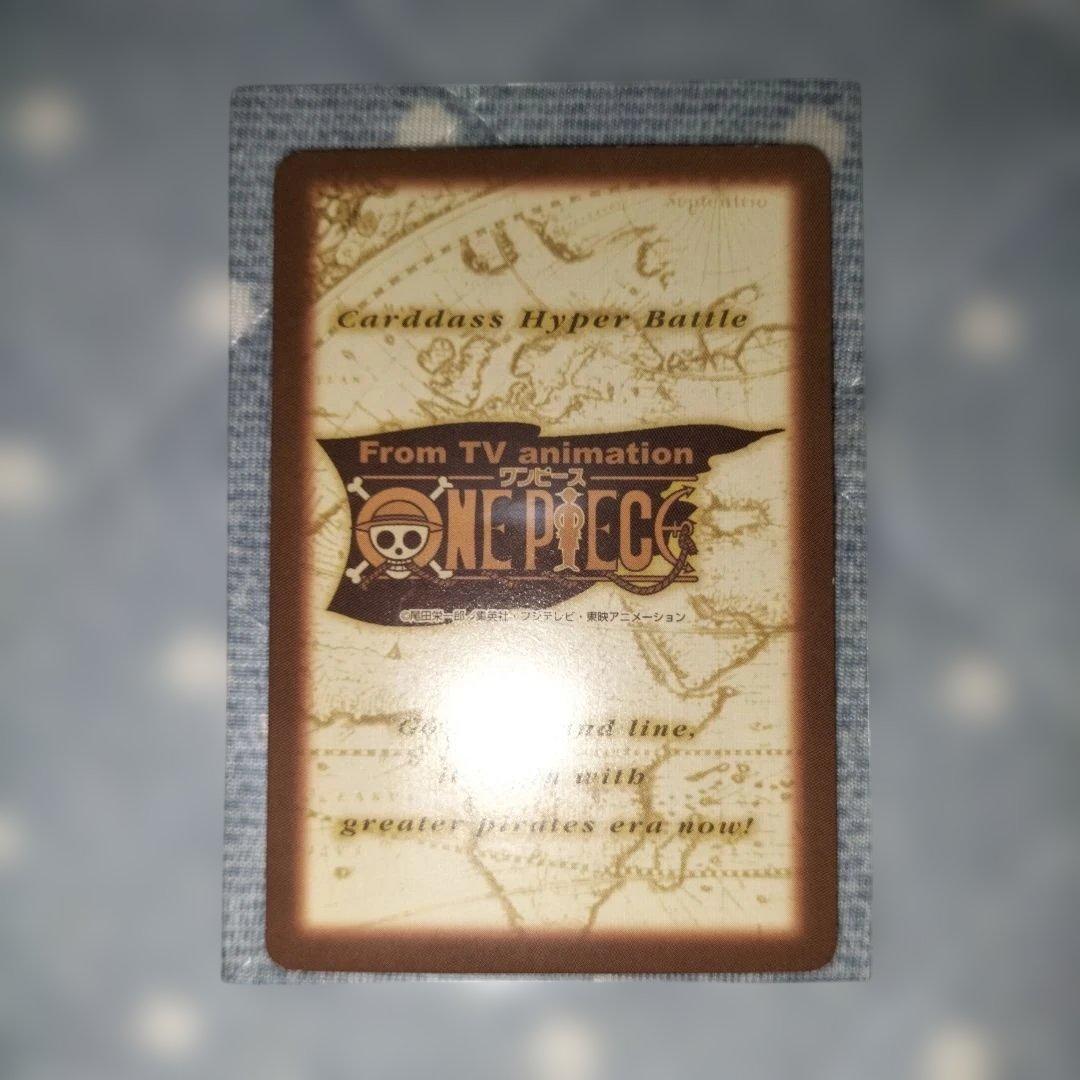 Septentrio
Carddass Hyper Battle
From TV animation
ワンピース
ONE PIECE
©尾田栄一郎／集英社・フジテレビ・東映アニメーション
line,
with
greater pirates era now!